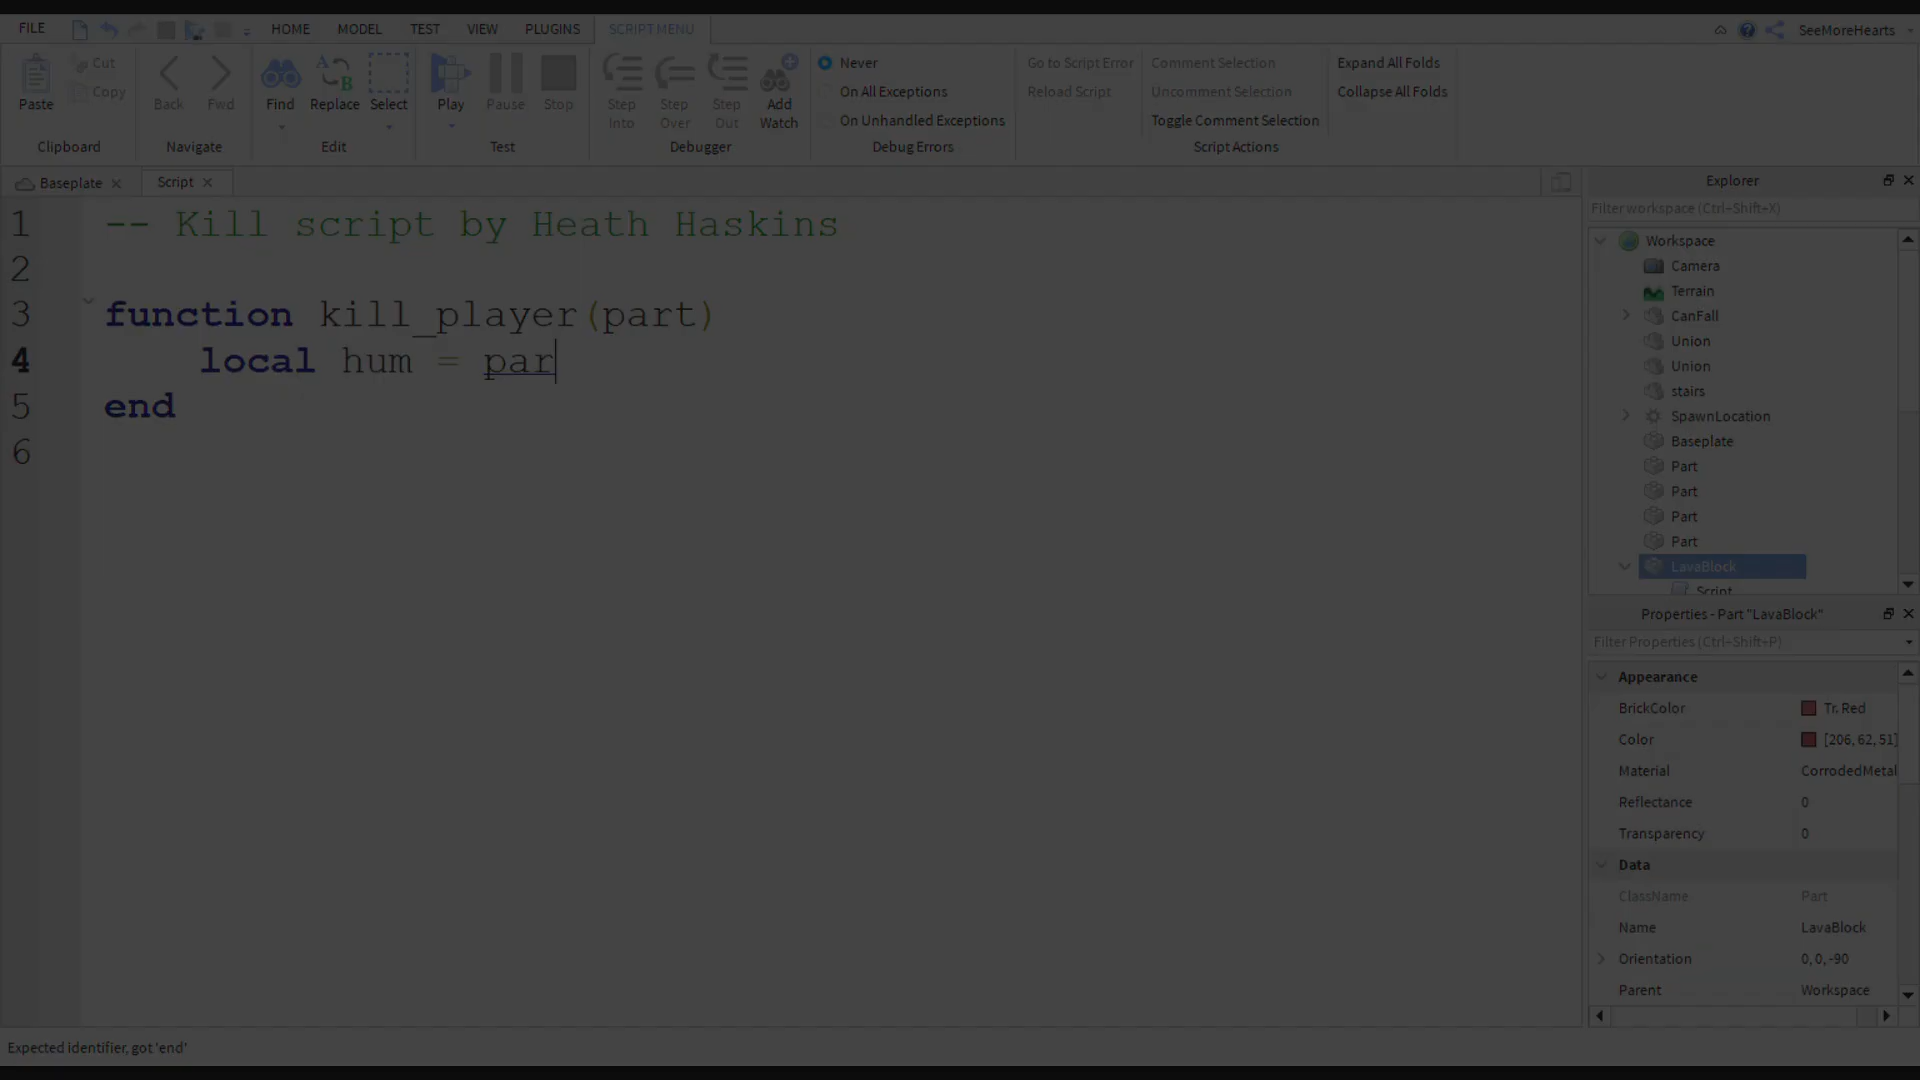 FILE HOME MODEL TEST VIEW PLUGINS SCRIPT MENU SeeMoreHearts
Paste Cut Copy
Clipboard
Back Fwd
Navigate
Find Replace Select
Edit
Play Pause Stop
Test
Step Into Step Over Step Out Add Watch
Debugger
Never
On All Exceptions
On Unhandled Exceptions
Debug Errors
Go to Script Error
Reload Script
Comment Selection
Uncomment Selection
Toggle Comment Selection
Script Actions
Expand All Folds
Collapse All Folds
Baseplate Script
1 -- Kill script by Heath Haskins
2
3 function kill_player(part)
4 local hum = par
5 end
6
Explorer
Filter workspace (Ctrl+Shift+X)
Workspace
Camera
Terrain
CanFall
Union
Union
stairs
SpawnLocation
Baseplate
Part
Part
Part
Part
LavaBlock
Script
Properties - Part "LavaBlock"
Filter Properties (Ctrl+Shift+P)
Appearance
BrickColor Tr. Red
Color [206, 62, 51]
Material CorrodedMetal
Reflectance 0
Transparency 0
Data
ClassName Part
Name LavaBlock
Orientation 0, 0, -90
Parent Workspace
Expected identifier, got 'end'